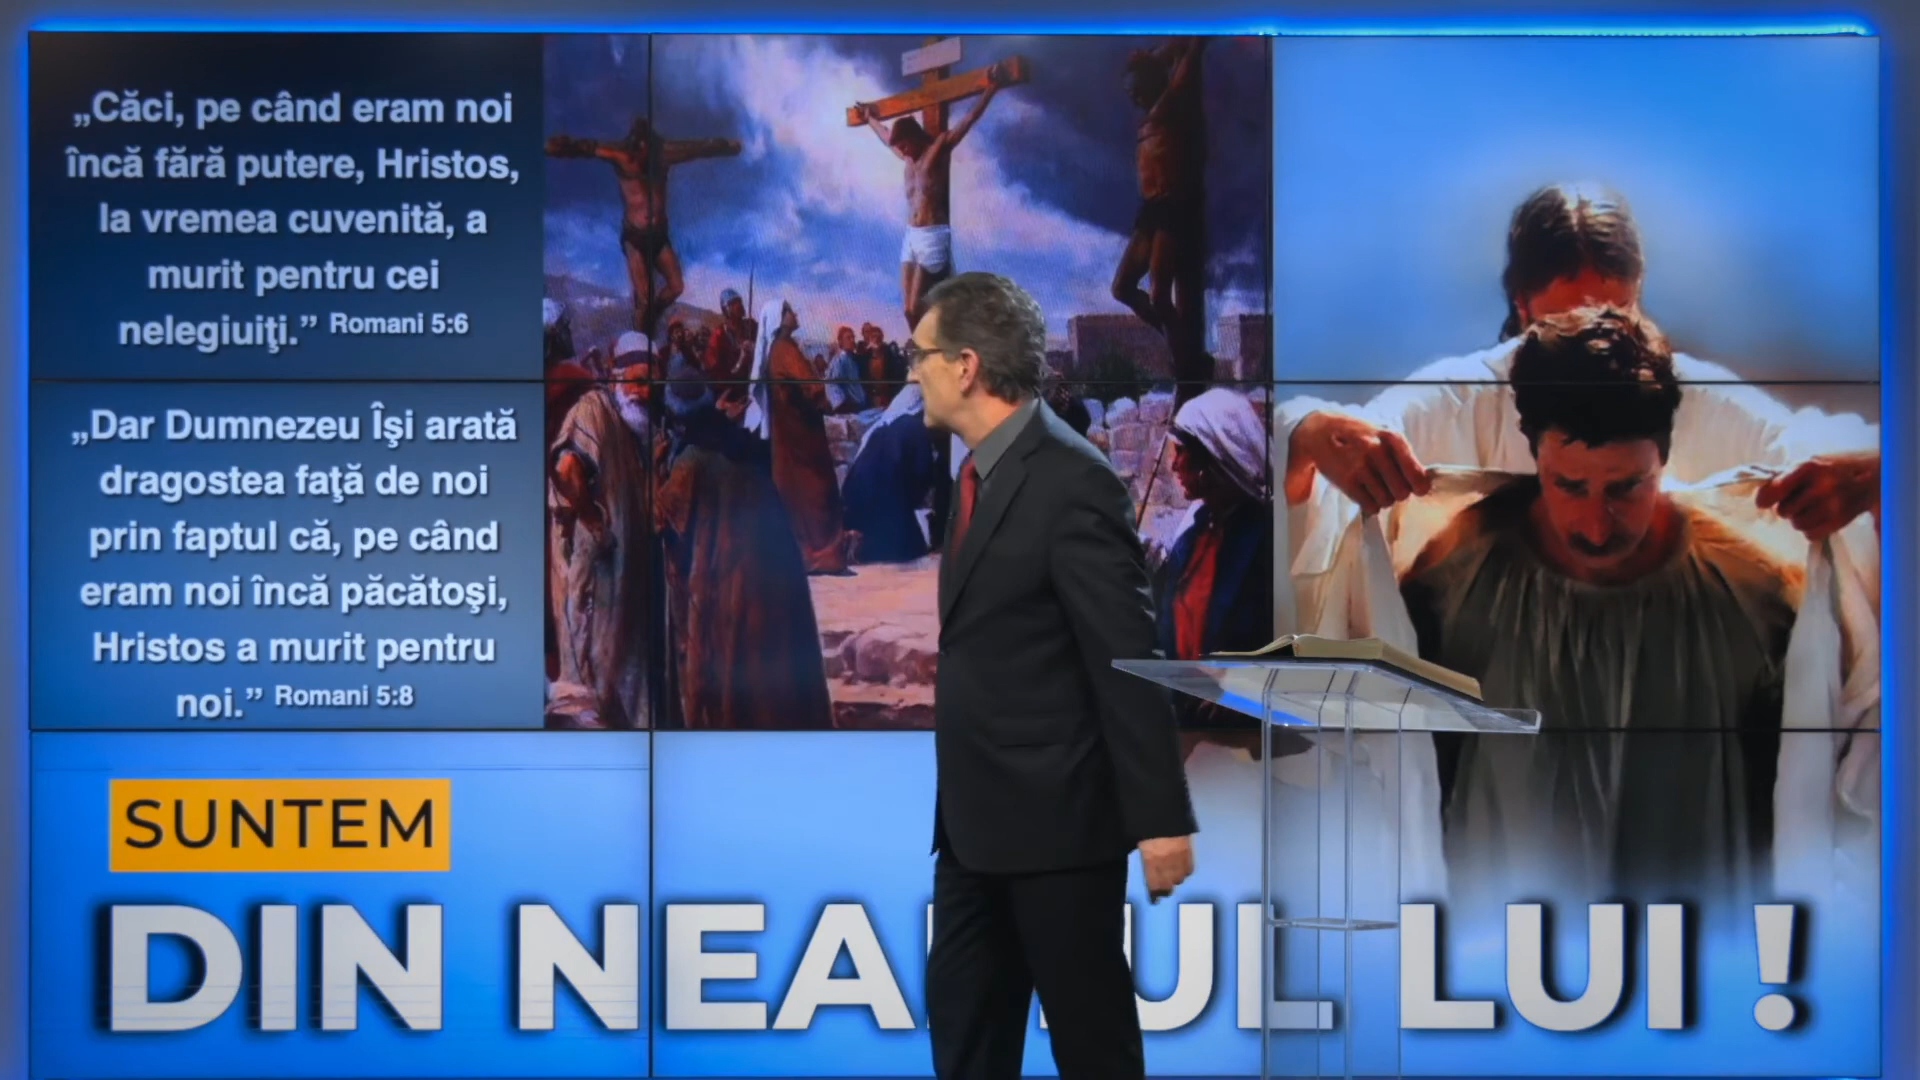 „Căci, pe când eram noi
încă fără putere, Hristos,
la vremea cuvenită, a
murit pentru cei
nelegiuiţi.” Romani 5:6
„Dar Dumnezeu Îşi arată
dragostea faţă de noi
prin faptul că, pe când
eram noi încă păcătoşi,
Hristos a murit pentru
noi.” Romani 5:8
SUNTEM
DIN LUI !